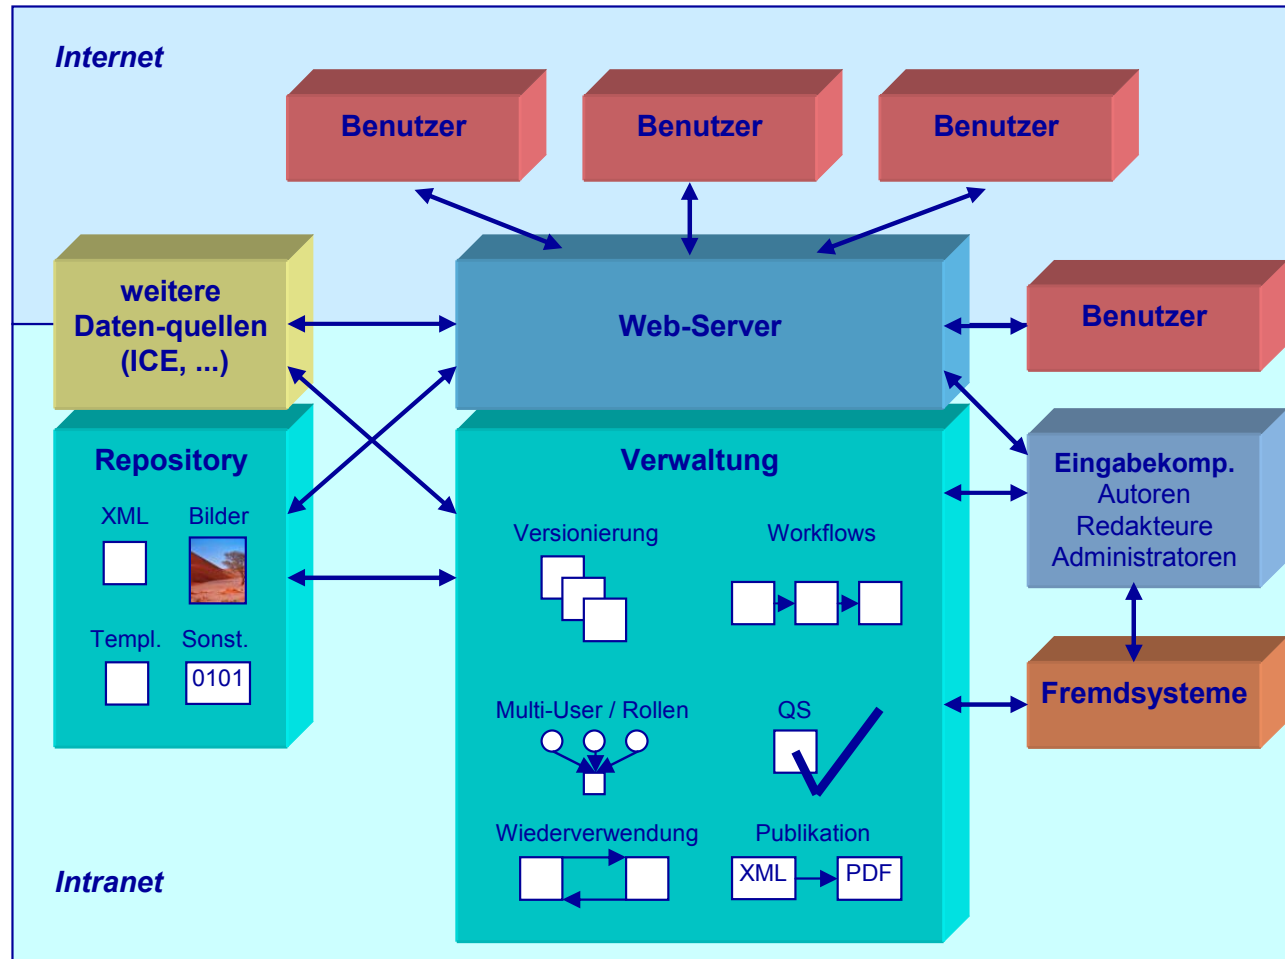 Internet
Benutzer
Benutzer
Benutzer
weitere
Daten-quellen
(ICE, ...)
Web-Server
Benutzer
Repository
XML
Bilder
Templ.
Sonst.
0101
Verwaltung
Versionierung
Workflows
Multi-User / Rollen
QS
Wiederverwendung
Publikation
XML
PDF
Eingabekomp.
Autoren
Redakteure
Administratoren
Fremdsysteme
Intranet